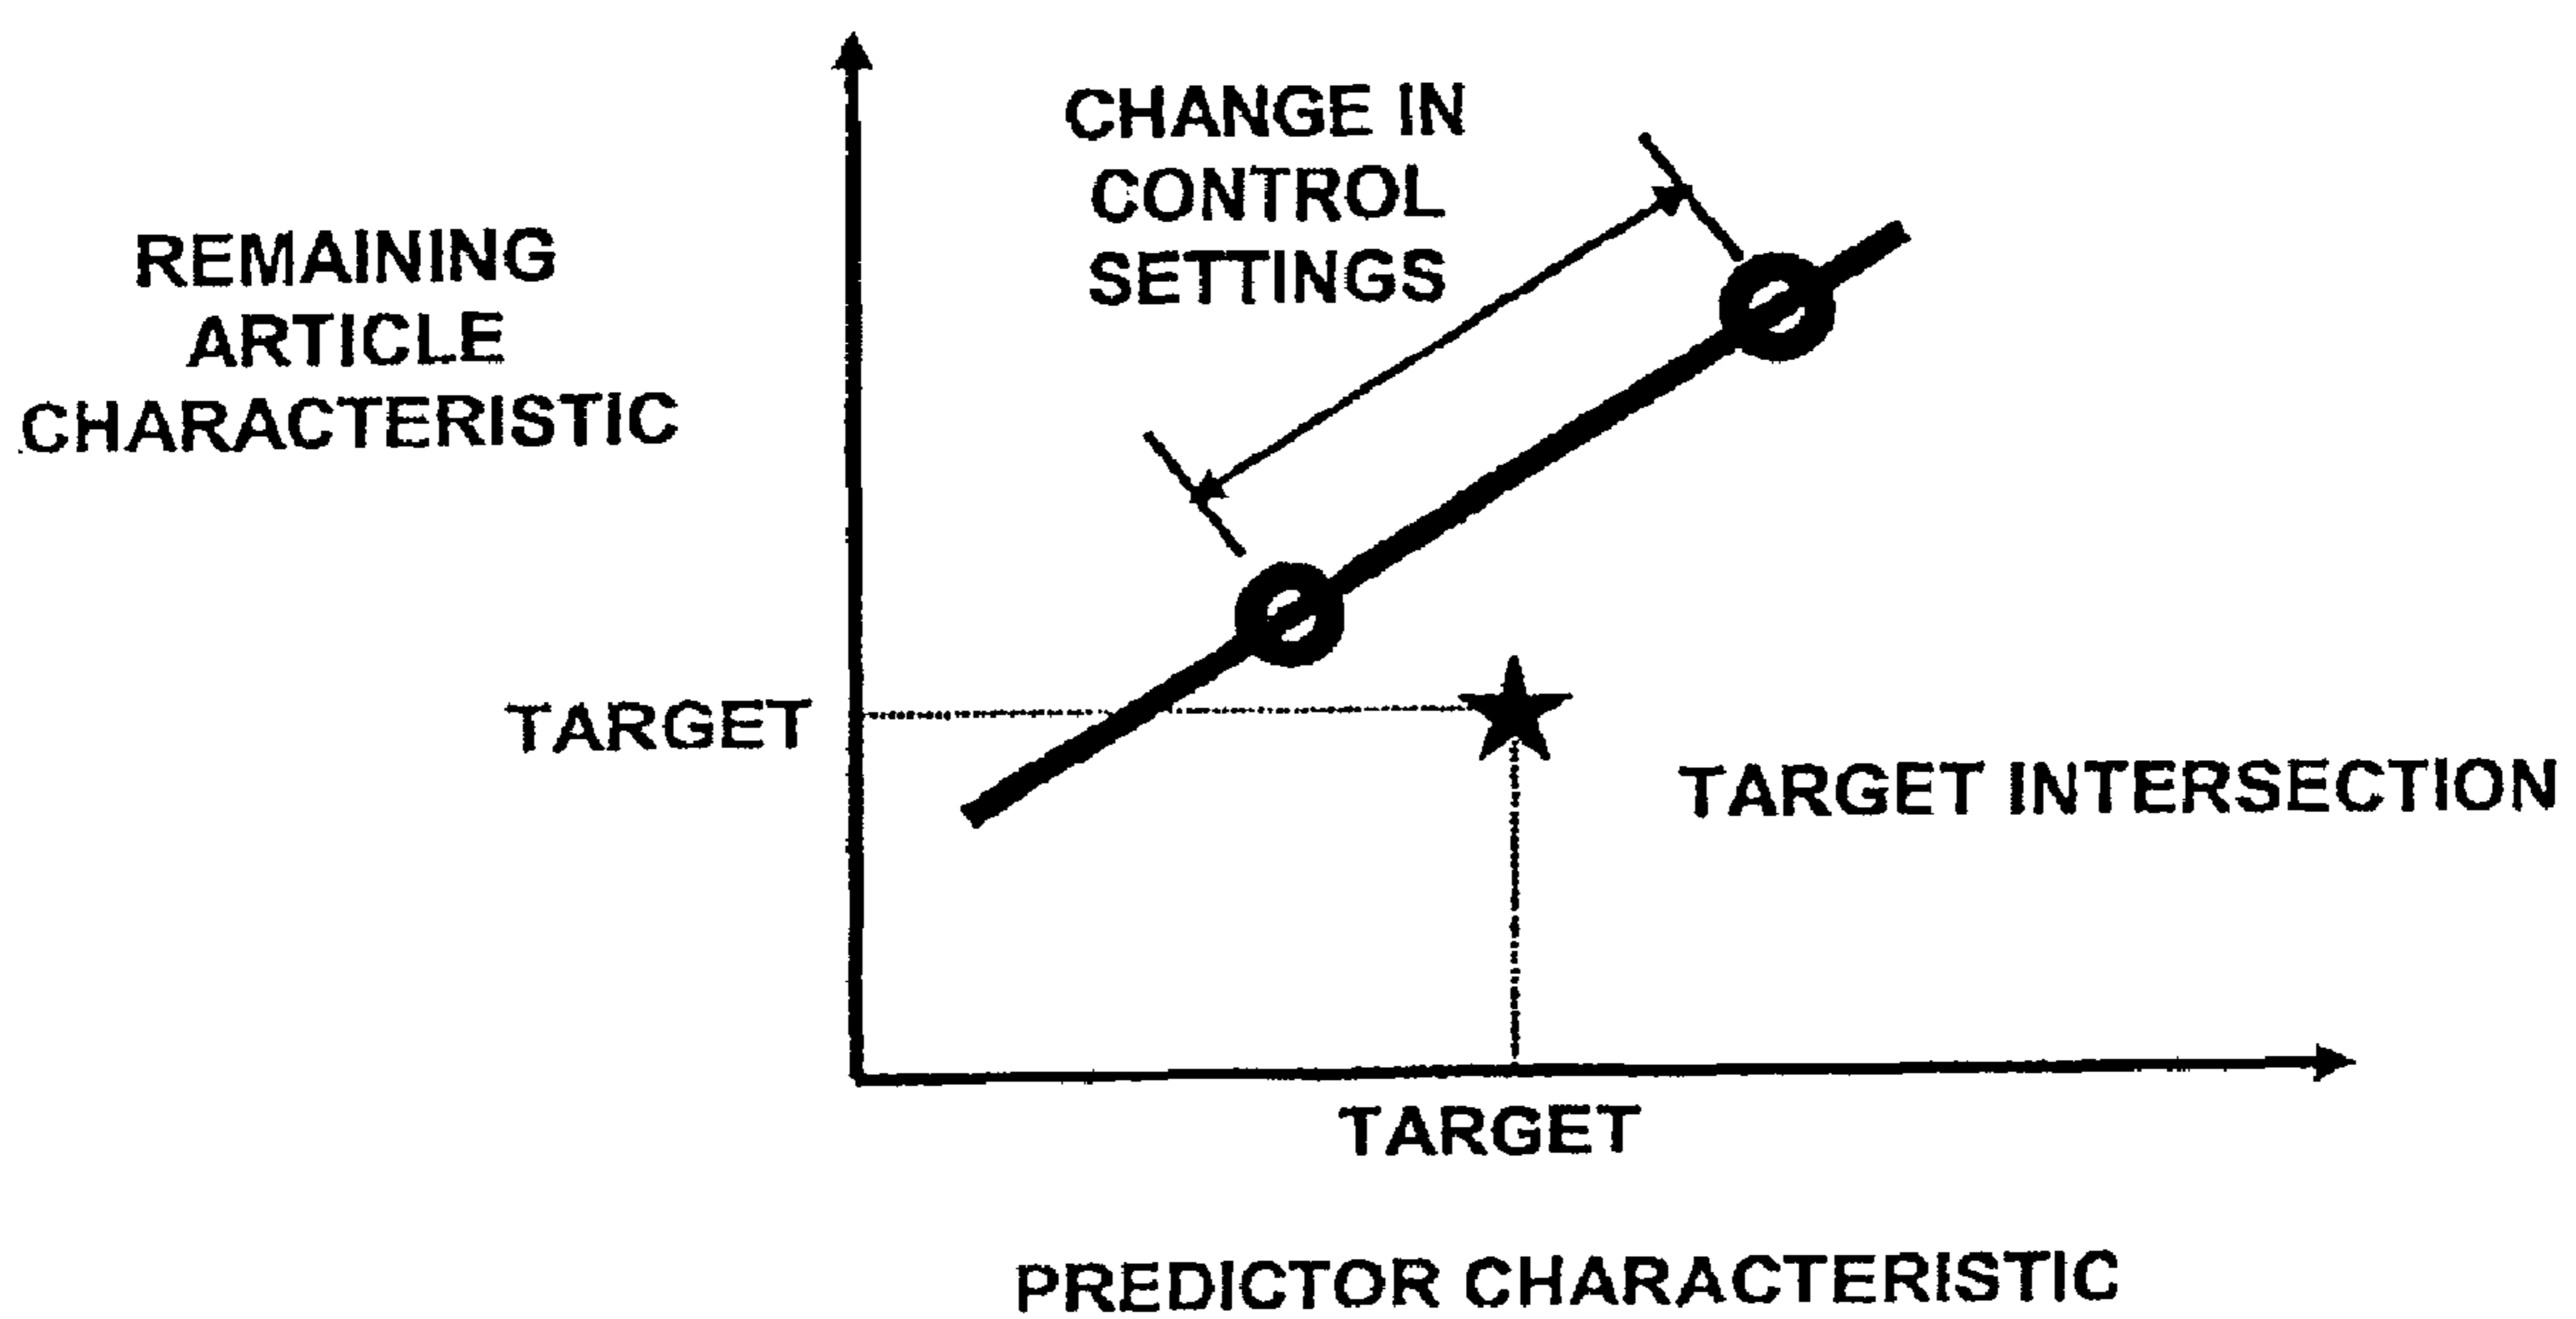 CHANGE IN
CONTROL
SETTINGS
REMAINING
ARTICLE
CHARACTERISTIC
TARGET
TARGET INTERSECTION
TARGET
PREDICTOR CHARACTERISTIC